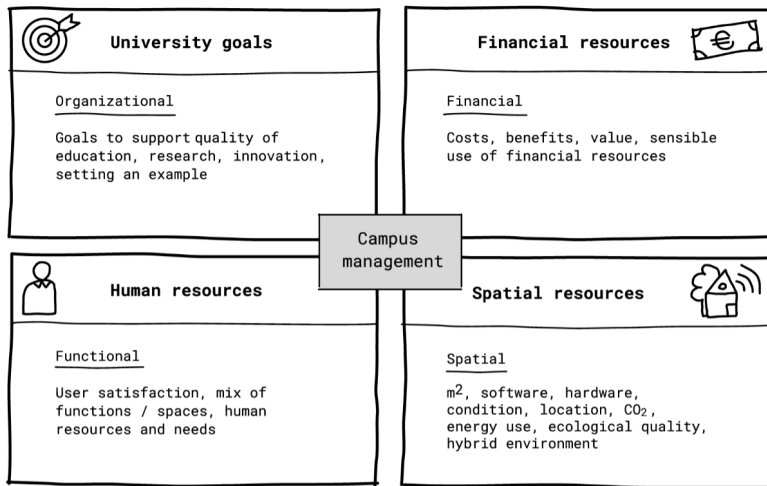 University goals
Organizational
Goals to support quality of
education, research, innovation,
setting an example
Financial resources
€
Financial
Costs, benefits, value, sensible
use of financial resources
Campus
management
Human resources
Functional
User satisfaction, mix of
functions / spaces, human
resources and needs
Spatial resources
Spatial
m², software, hardware,
condition, location, CO₂,
energy use, ecological quality,
hybrid environment